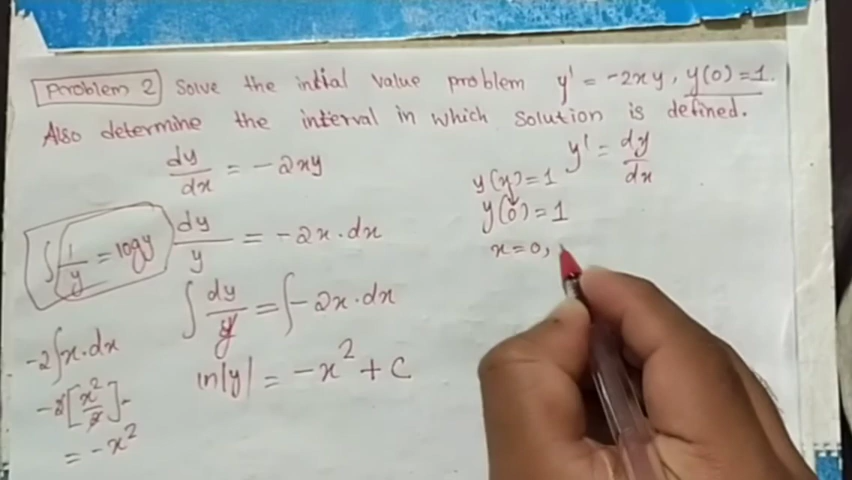 Problem 2 Solve the intial value problem y' = -2xy, y(0) = 1.
Also determine the interval in which solution is defined.
dy/dx = -2xy
y' = dy/dx
y(x) = 1
y(0) = 1
x = 0,
∫ 1/y = log y
dy/y = -2x·dx
∫ dy/y = ∫ -2x·dx
ln|y| = -x² + C
-2∫x·dx
-2[x²/2]-
= -x²